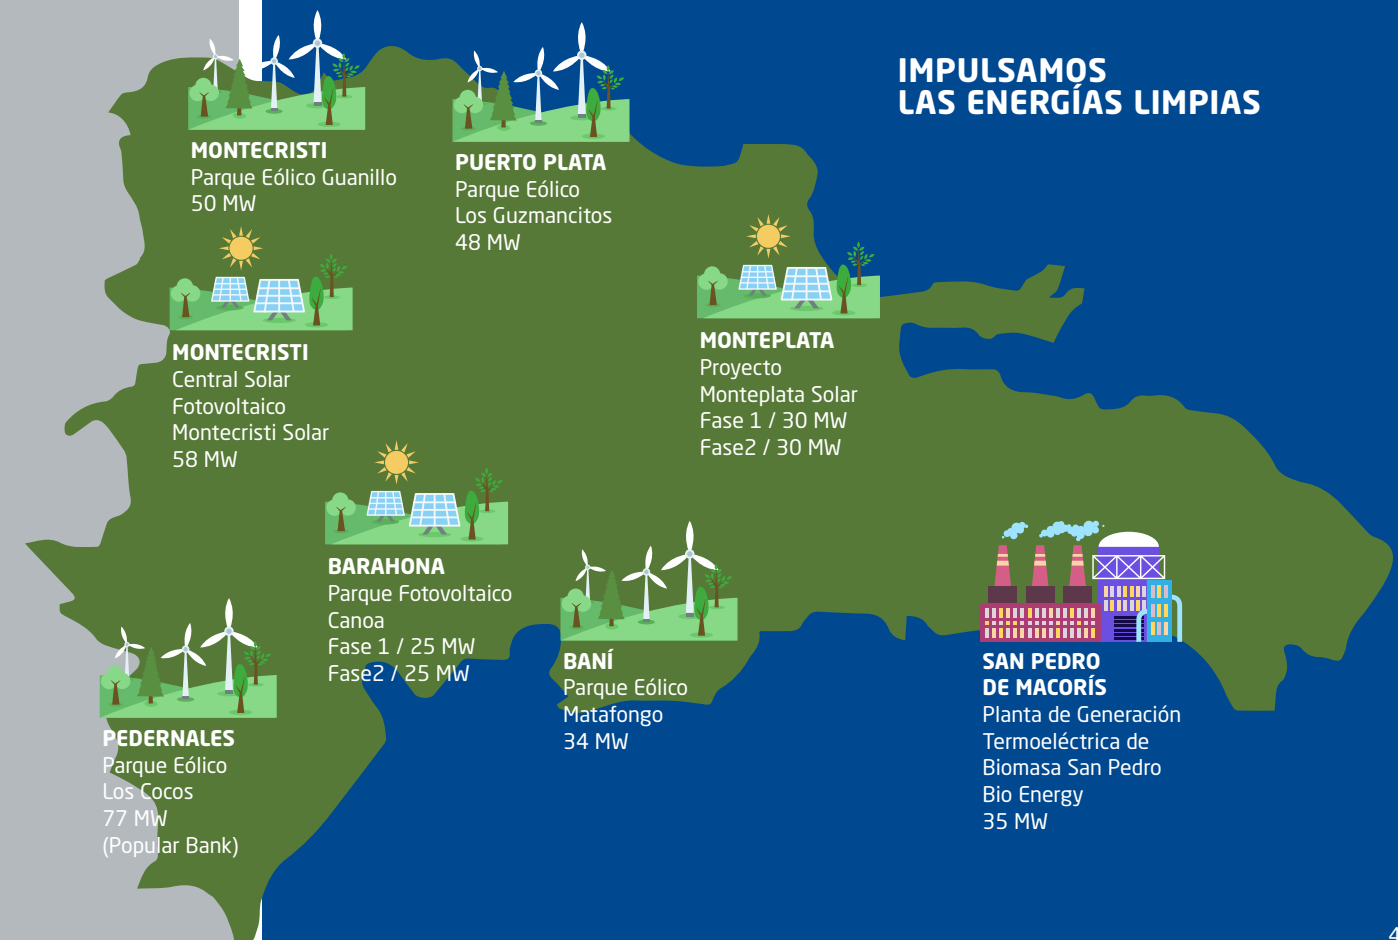 IMPULSAMOS
LAS ENERGÍAS LIMPIAS
MONTECRISTI
Parque Eólico Guanillo
50 MW
PUERTO PLATA
Parque Eólico
Los Guzmancitos
48 MW
MONTECRISTI
Central Solar
Fotovoltaico
Montecristi Solar
58 MW
MONTEPLATA
Proyecto
Monteplata Solar
Fase 1 / 30 MW
Fase2 / 30 MW
BARAHONA
Parque Fotovoltaico
Canoa
Fase 1 / 25 MW
Fase2 / 25 MW
BANÍ
Parque Eólico
Matafongo
34 MW
SAN PEDRO
DE MACORÍS
Planta de Generación
Termoeléctrica de
Biomasa San Pedro
Bio Energy
35 MW
PEDERNALES
Parque Eólico
Los Cocos
77 MW
(Popular Bank)